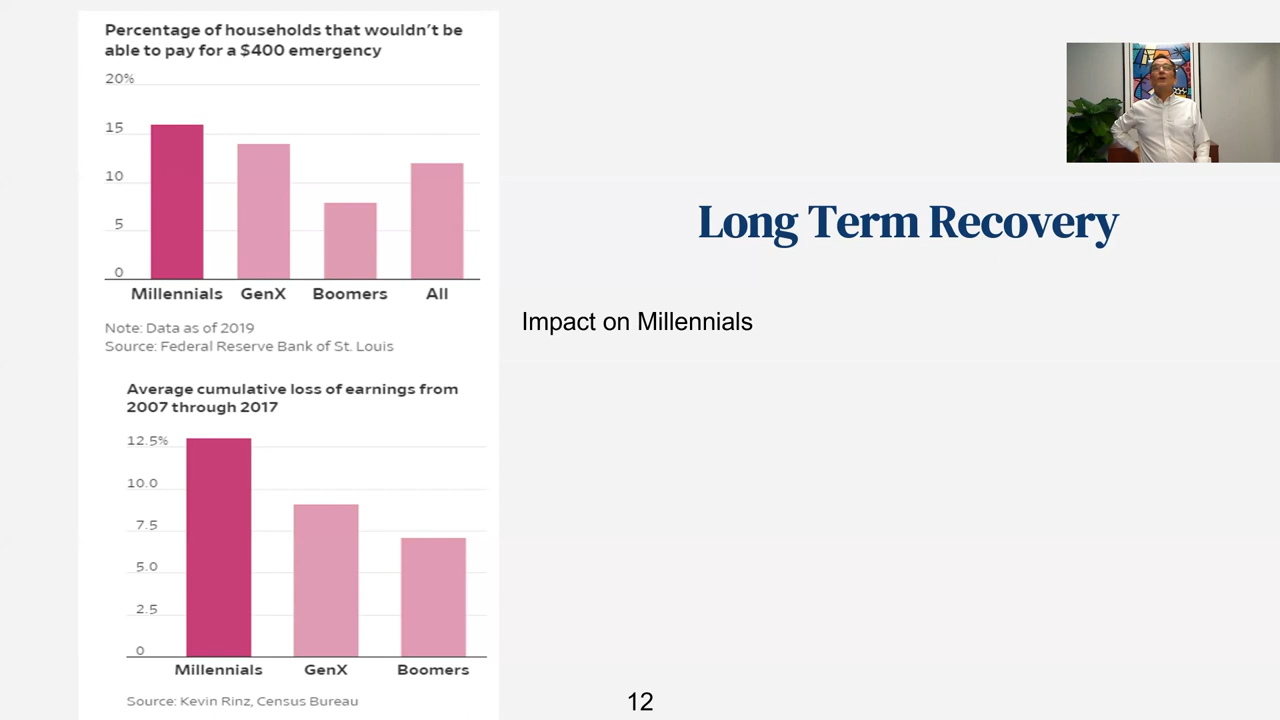 Percentage of households that wouldn't be
able to pay for a $400 emergency
20%
15
10
5
0
Millennials GenX Boomers All
Note: Data as of 2019
Source: Federal Reserve Bank of St. Louis
Average cumulative loss of earnings from
2007 through 2017
12.5%
10.0
7.5
5.0
2.5
0
Millennials GenX Boomers
Source: Kevin Rinz, Census Bureau
Long Term Recovery
Impact on Millennials
12